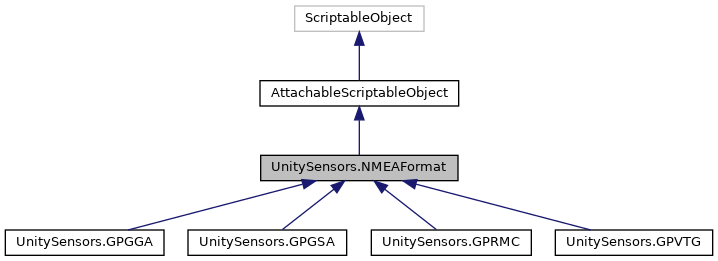 ScriptableObject
AttachableScriptableObject
UnitySensors.NMEAFormat
UnitySensors.GPGGA
UnitySensors.GPGSA
UnitySensors.GPRMC
UnitySensors.GPVTG